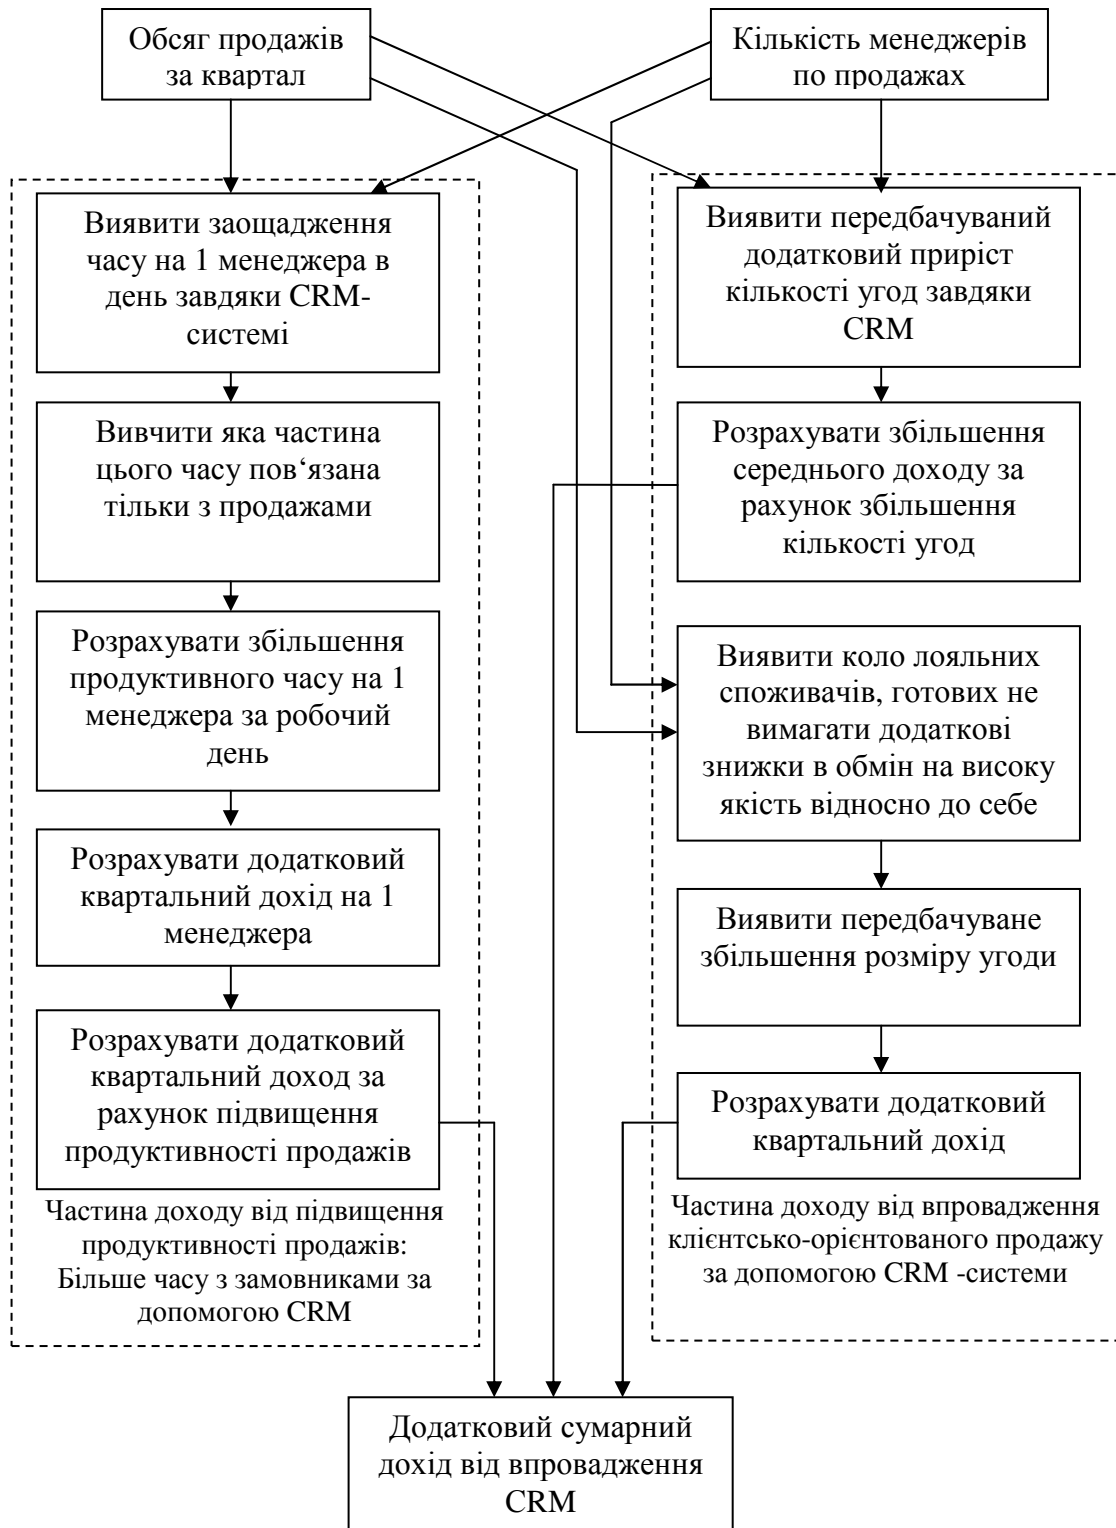 Обсяг продажів
за квартал
Кількість менеджерів
по продажах
Виявити заощадження
часу на 1 менеджера в
день завдяки CRM-
системі
Вивчити яка частина
цього часу пов‘язана
тільки з продажами
Розрахувати збільшення
продуктивного часу на 1
менеджера за робочий
день
Розрахувати додатковий
квартальний дохід на 1
менеджера
Розрахувати додатковий
квартальний доход за
рахунок підвищення
продуктивності продажів
Частина доходу від підвищення
продуктивності продажів:
Більше часу з замовниками за
допомогою CRM
Виявити передбачуваний
додатковий приріст
кількості угод завдяки
CRM
Розрахувати збільшення
середнього доходу за
рахунок збільшення
кількості угод
Виявити коло лояльних
споживачів, готових не
вимагати додаткові
знижки в обмін на високу
якість відносно до себе
Виявити передбачуване
збільшення розміру угоди
Розрахувати додатковий
квартальний дохід
Частина доходу від впровадження
клієнтсько-орієнтованого продажу
за допомогою CRM -системи
Додатковий сумарний
дохід від впровадження
CRM